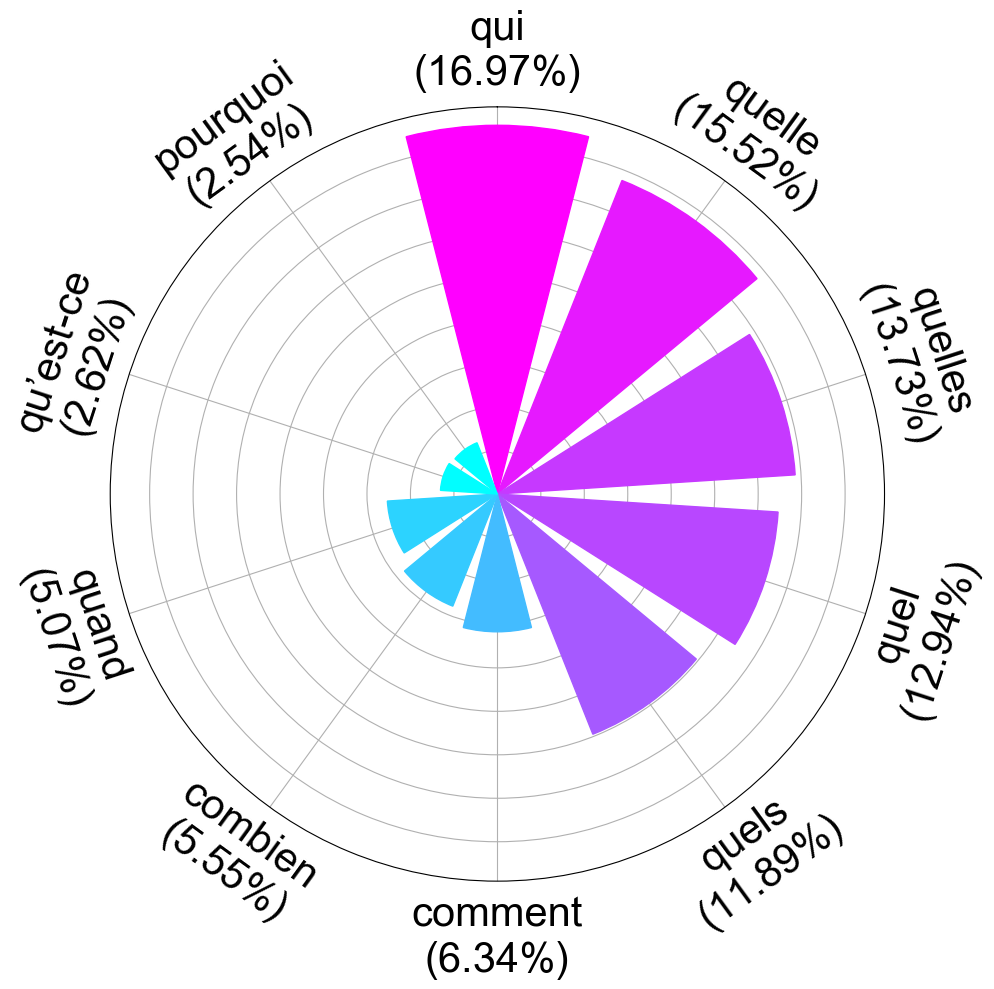 qui
(16.97%)
quelle
(15.52%)
quelles
(13.73%)
quel
(12.94%)
quels
(11.89%)
comment
(6.34%)
combien
(5.55%)
quand
(5.07%)
qu’est-ce
(2.62%)
pourquoi
(2.54%)